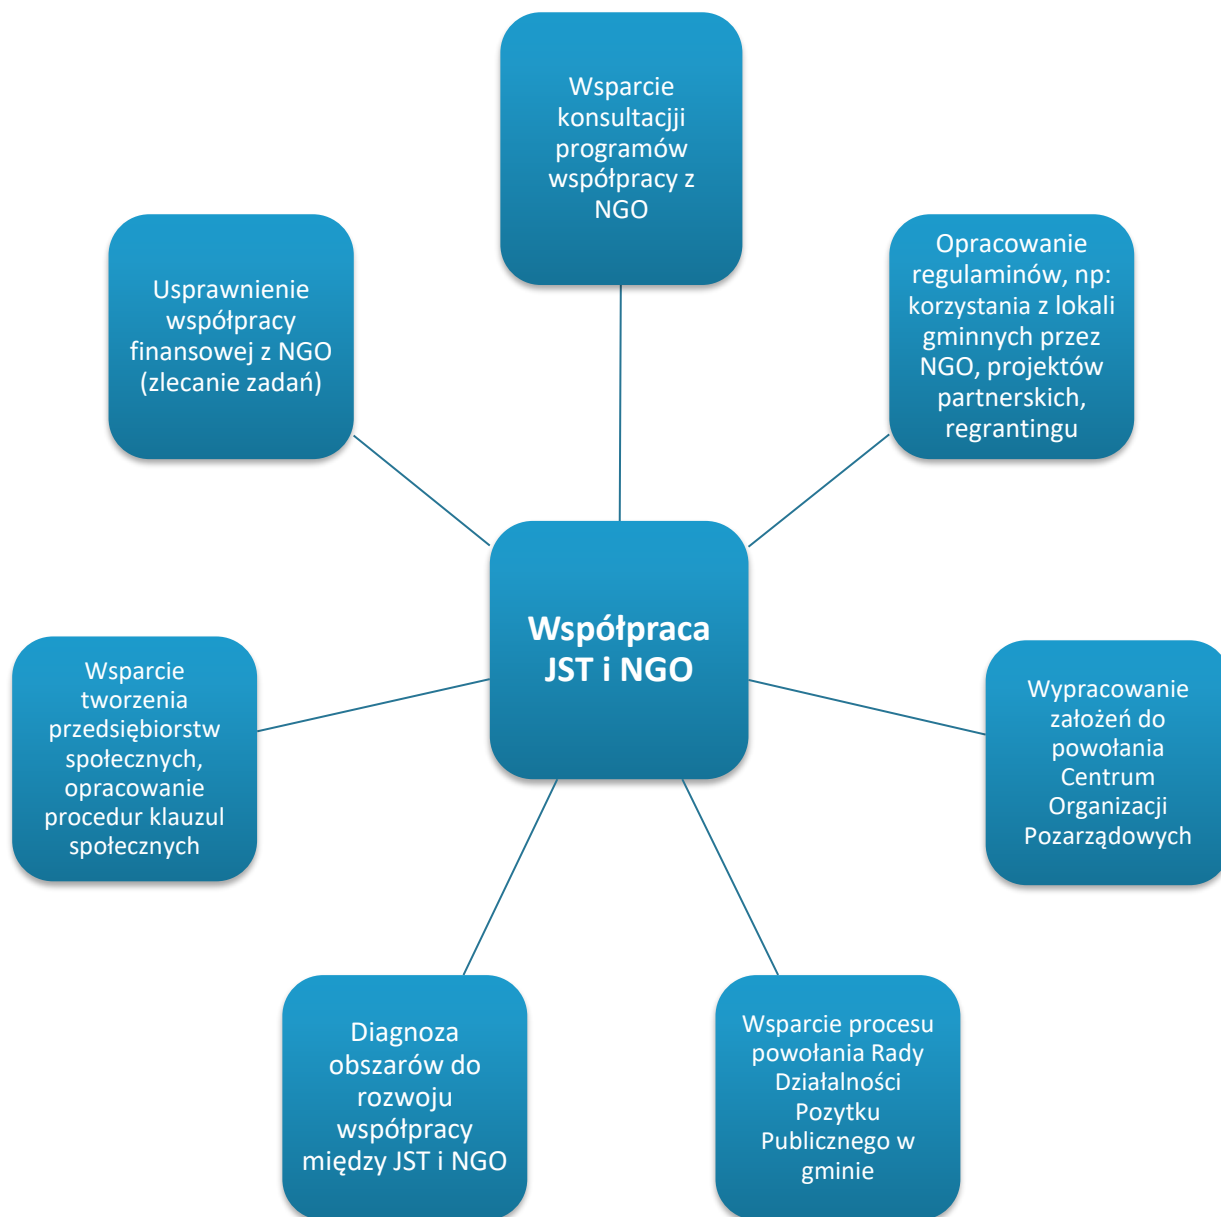 Wsparcie
konsultacjji
programów
współpracy z
NGO
Opracowanie
regulaminów, np:
korzystania z lokali
gminnych przez
NGO, projektów
partnerskich,
regrantingu
Usprawnienie
współpracy
finansowej z NGO
(zlecanie zadań)
Współpraca
JST i NGO
Wsparcie
tworzenia
przedsiębiorstw
społecznych,
opracowanie
procedur klauzul
społecznych
Wypracowanie
założeń do
powołania
Centrum
Organizacji
Pozarządowych
Diagnoza
obszarów do
rozwoju
współpracy
między JST i NGO
Wsparcie procesu
powołania Rady
Działalności
Pozytku
Publicznego w
gminie